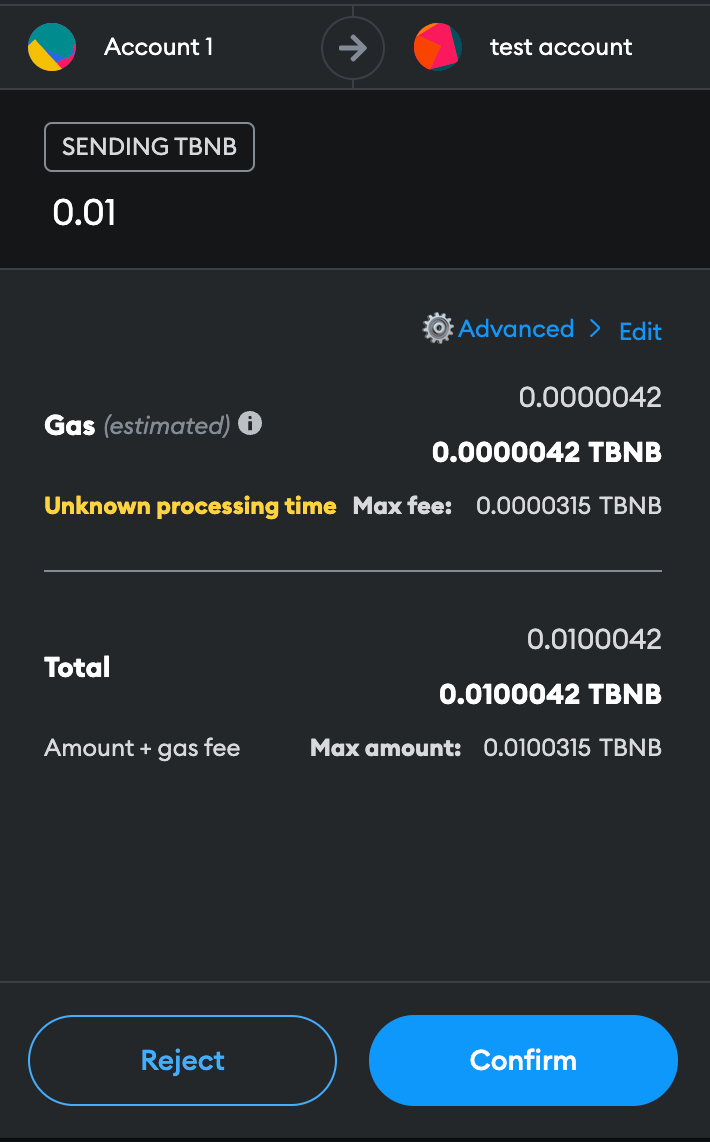 Account 1 test account
SENDING TBNB
0.01
Advanced > Edit
0.0000042
Gas (estimated) i
0.0000042 TBNB
Unknown processing time Max fee: 0.0000315 TBNB
0.0100042
Total
0.0100042 TBNB
Amount + gas fee Max amount: 0.0100315 TBNB
Reject Confirm